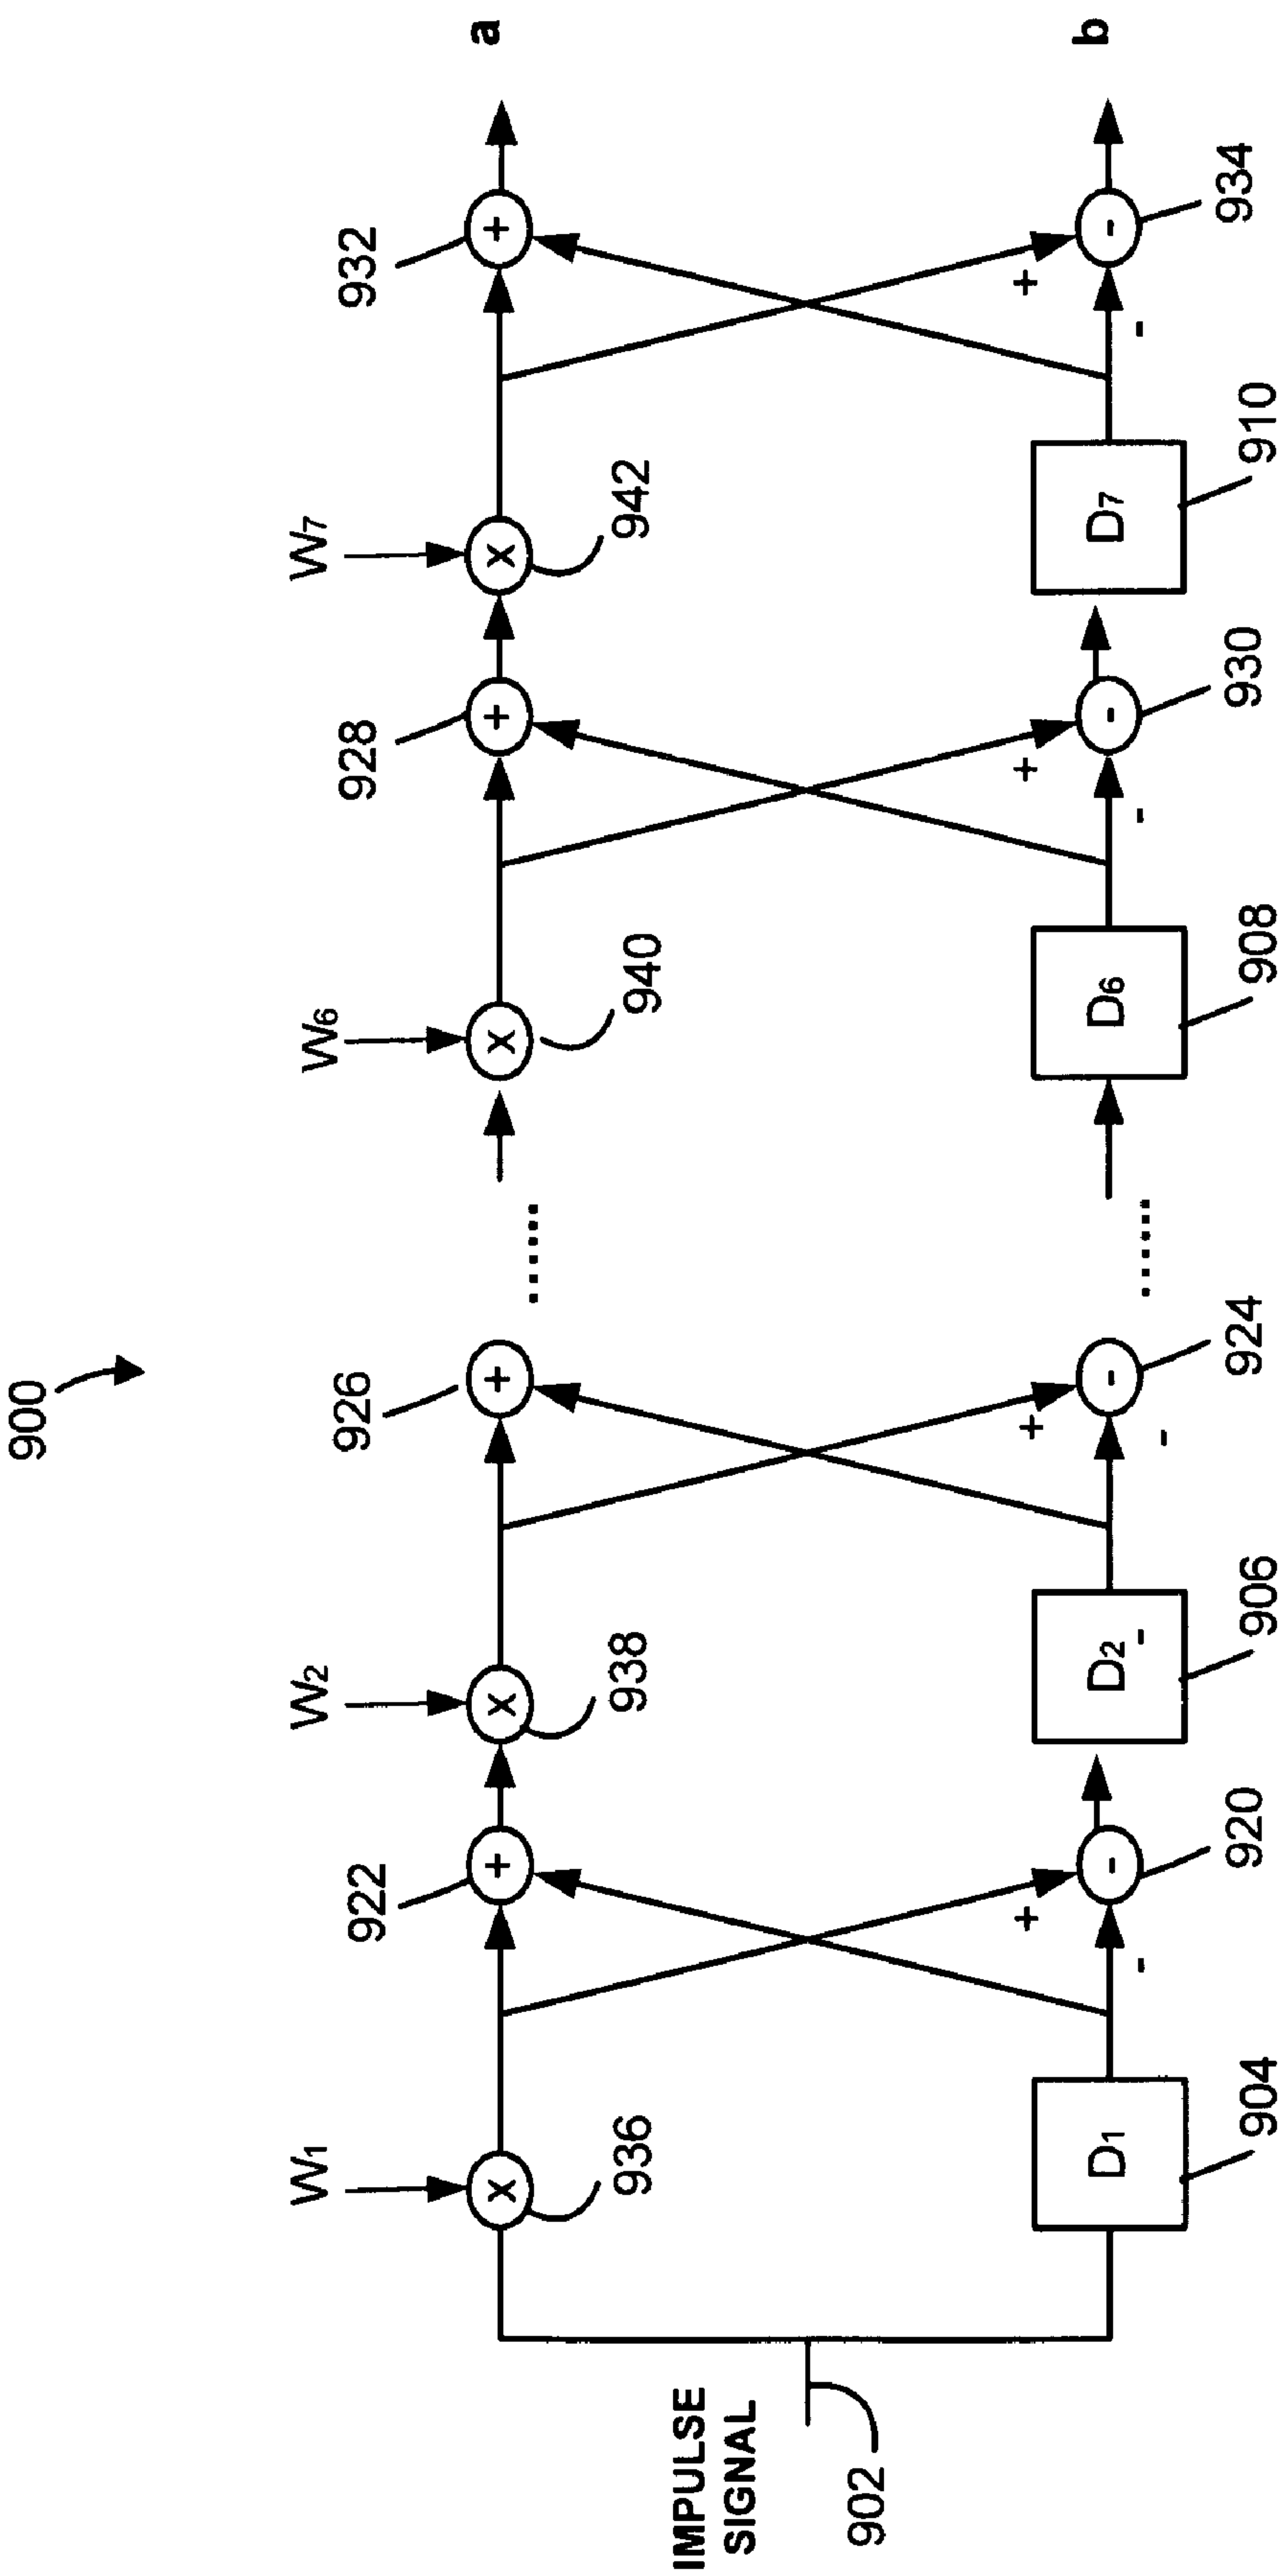 900
W1
W2
W6
W7
922
926
928
932
a
+
+
+
+
x
x
x
x
936
938
940
942
IMPULSE
SIGNAL
902
......
+
+
+
+
-
-
-
-
b
D1
D2
-
D6
D7
-
-
-
-
......
904
920
906
924
908
930
910
934